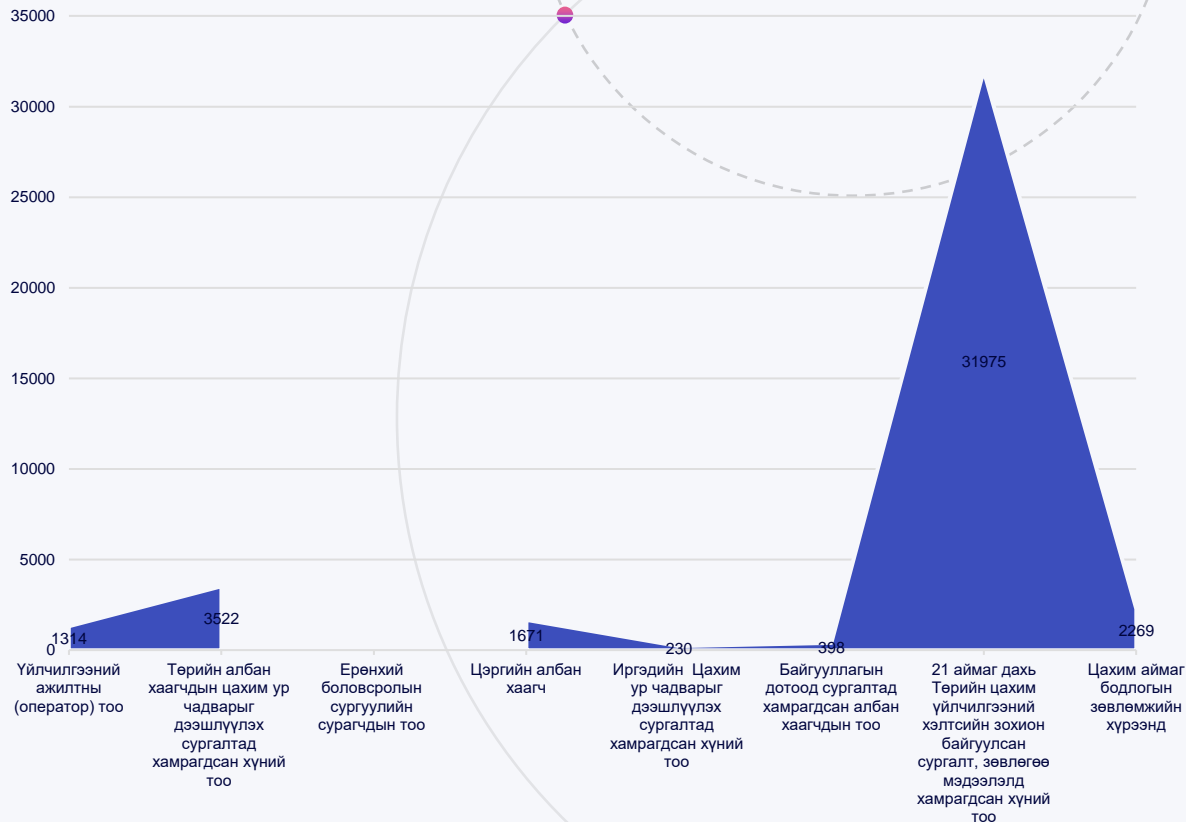 35000
30000
25000
20000
15000
10000
5000
0
1314
3522
1671
230
398
31975
2269
Үйлчилгээний
ажилтны
(оператор) тоо
Төрийн албан
хаагчдын цахим ур
чадварыг
дээшлүүлэх
сургалтад
хамрагдсан хүний
тоо
Ерөнхий
боловсролын
сургуулийн
сурагчдын тоо
Цэргийн албан
хаагч
Иргэдийн Цахим
ур чадварыг
дээшлүүлэх
сургалтад
хамрагдсан хүний
тоо
Байгууллагын
дотоод сургалтад
хамрагдсан албан
хаагчдын тоо
21 аймаг дахь
Төрийн цахим
үйлчилгээний
хэлтсийн зохион
байгуулсан
сургалт, зөвлөгөө
мэдээлэлд
хамрагдсан хүний
тоо
Цахим аймаг
бодлогын
зөвлөмжийн
хүрээнд